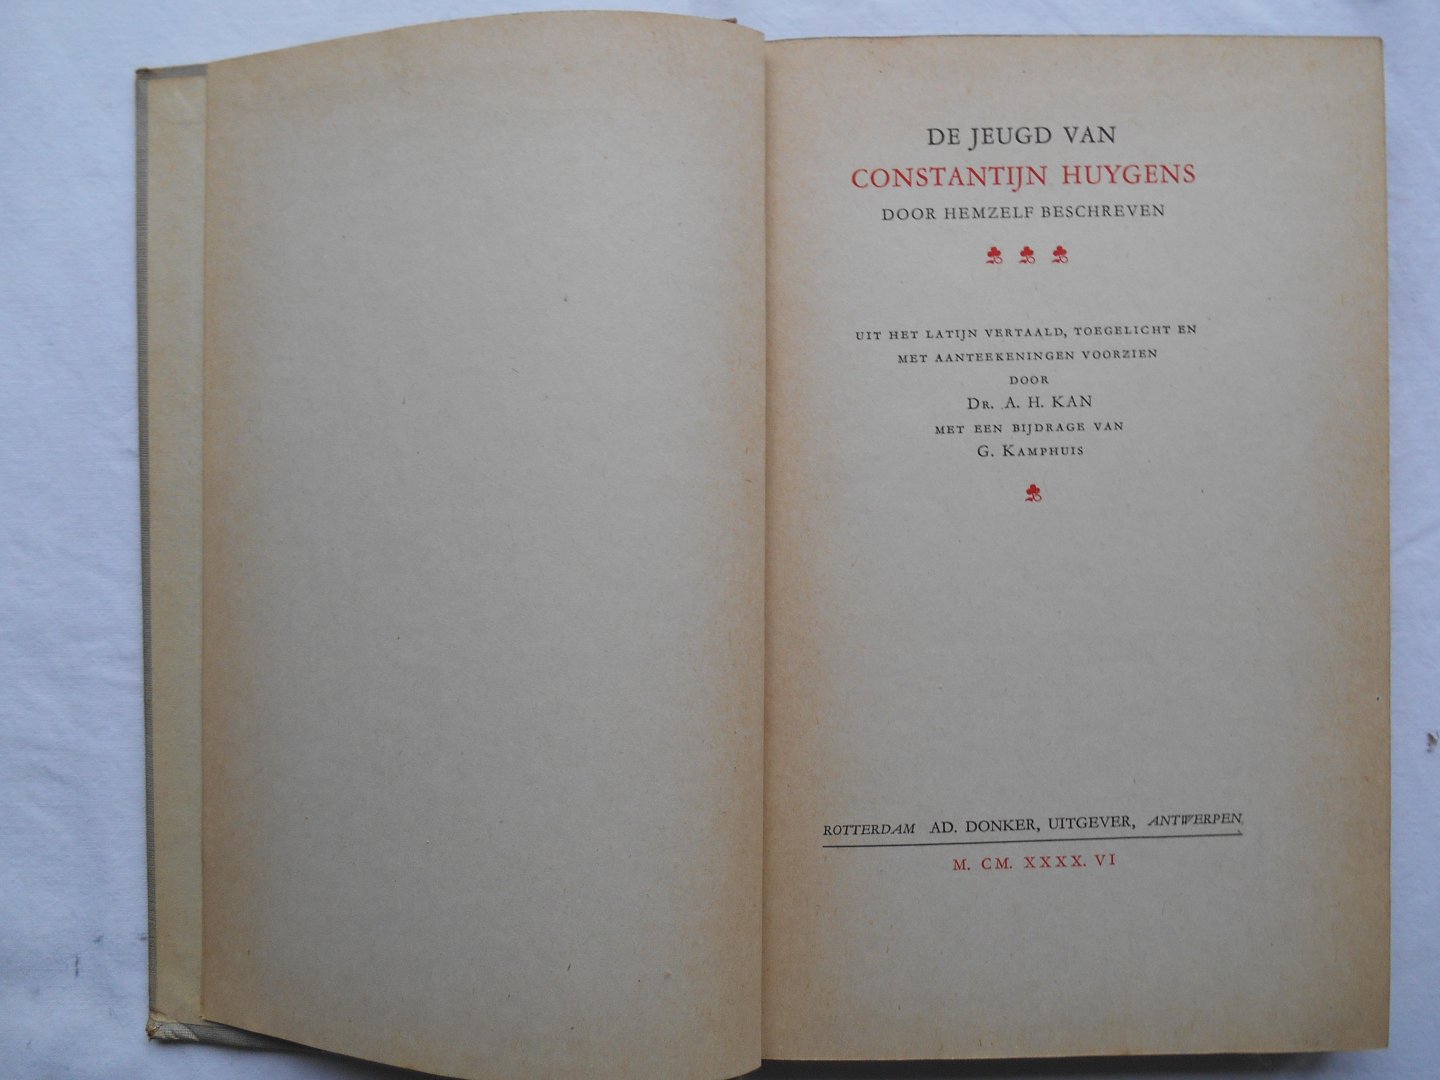 DE JEUGD VAN
CONSTANTIJN HUYGENS
DOOR HEMZELF BESCHREVEN
UIT HET LATIJN VERTAALD, TOEGELICHT EN
MET AANTEEKENINGEN VOORZIEN
DOOR
DR. A. H. KAN
MET EEN BIJDRAGE VAN
G. KAMPHUIS
ROTTERDAM AD. DONKER, UITGEVER, ANTWERPEN
M. CM. XXXX. VI